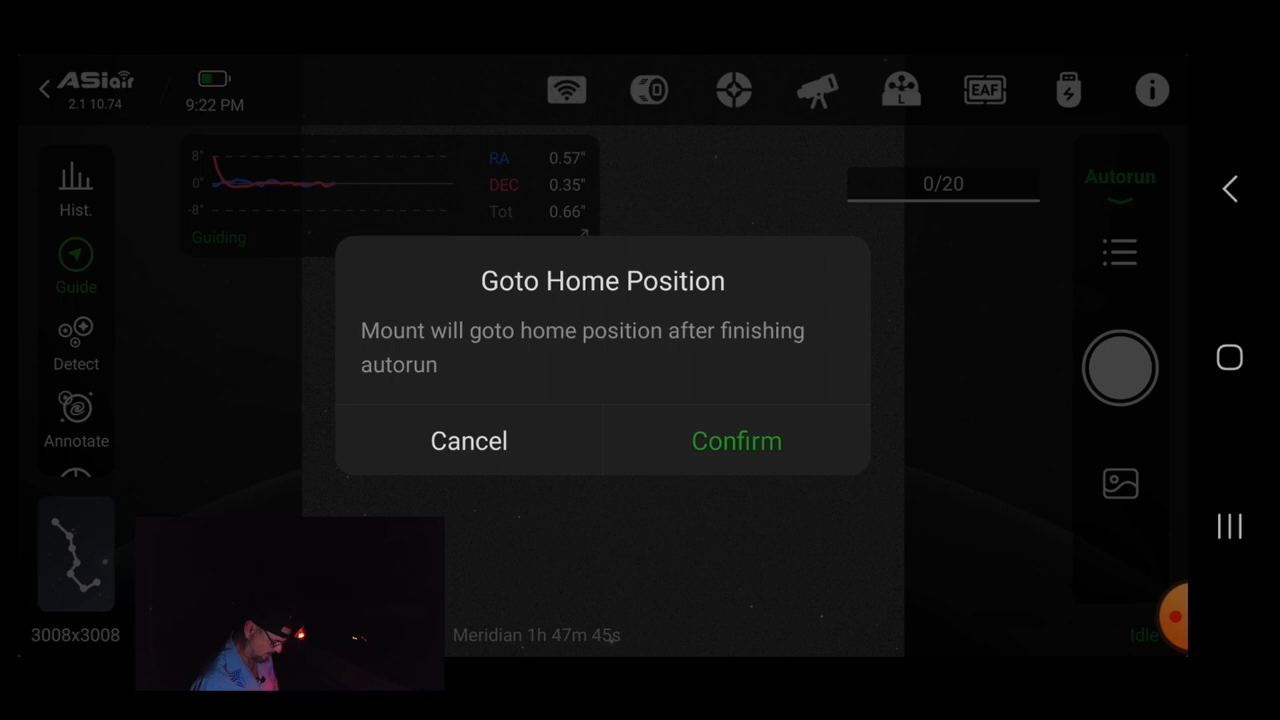 ASiair
2.1 10.74
9:22 PM
L
EAF
Hist.
Guide
Detect
Annotate
3008x3008
8"
0"
-8"
RA 0.57"
DEC 0.35"
Tot 0.66"
Guiding
0/20
Autorun
Goto Home Position
Mount will goto home position after finishing
autorun
Cancel Confirm
Meridian 1h 47m 45s
Idle